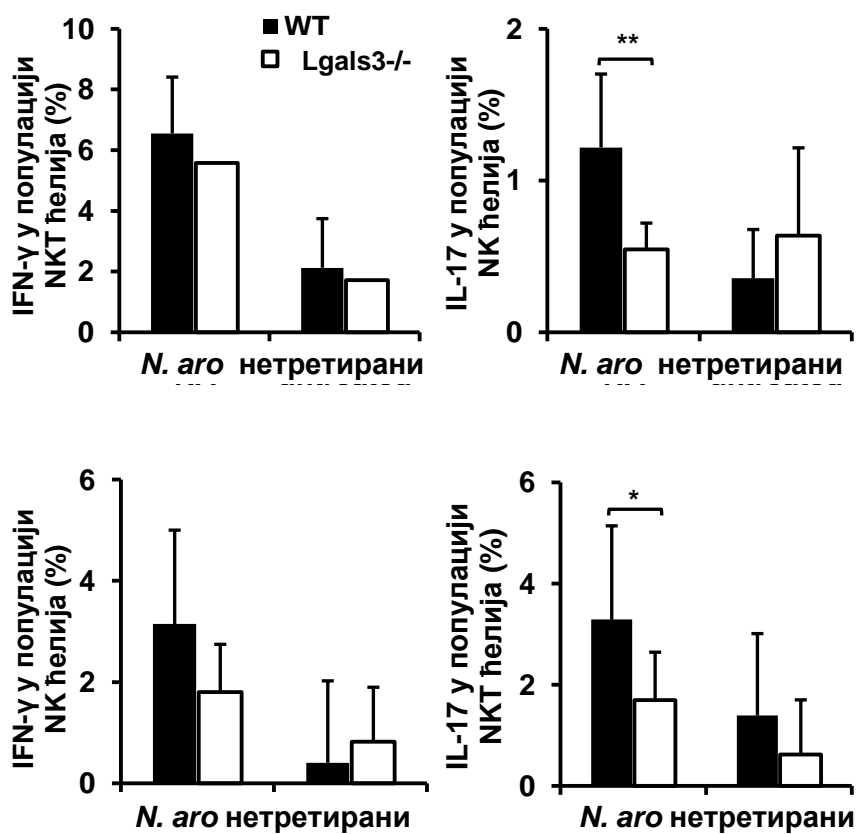 WT
Lgals3-/-
IFN-γ у популацији
NKT ћелија (%)
10
8
6
4
2
0
N. aro нетретирани
IL-17 у популацији
NK ћелија (%)
2
1
0
**
N. aro нетретирани
IFN-γ у популацији
NK ћелија (%)
6
4
2
0
N. aro нетретирани
IL-17 у популацији
NKT ћелија (%)
6
4
2
0
*
N. aro нетретирани